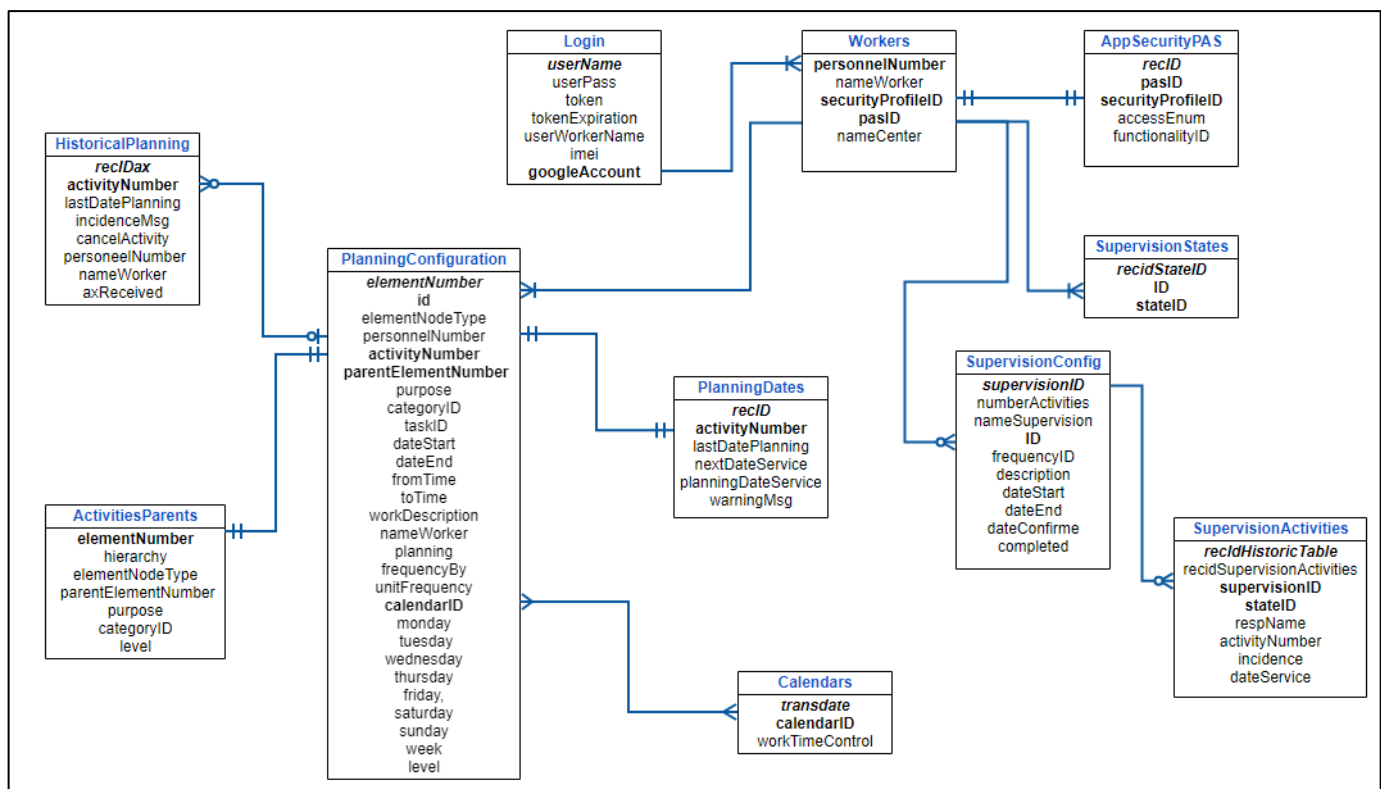 Login
userName
userPass
token
tokenExpiration
userWorkerName
imei
googleAccount
Workers
personnelNumber
nameWorker
securityProfileID
pasID
nameCenter
AppSecurityPAS
recID
pasID
securityProfileID
accessEnum
functionalityID
HistoricalPlanning
recIDax
activityNumber
lastDatePlanning
incidenceMsg
cancelActivity
personeelNumber
nameWorker
axReceived
PlanningConfiguration
elementNumber
id
elementNodeType
personnelNumber
activityNumber
parentElementNumber
purpose
categoryID
taskID
dateStart
dateEnd
fromTime
toTime
workDescription
nameWorker
planning
frequencyBy
unitFrequency
calendarID
monday
tuesday
wednesday
thursday
friday,
saturday
sunday
week
level
SupervisionStates
recidStateID
ID
stateID
SupervisionConfig
supervisionID
numberActivities
nameSupervision
ID
frequencyID
description
dateStart
dateEnd
dateConfirme
completed
PlanningDates
recID
activityNumber
lastDatePlanning
nextDateService
planningDateService
warningMsg
ActivitiesParents
elementNumber
hierarchy
elementNodeType
parentElementNumber
purpose
categoryID
level
SupervisionActivities
recIdHistoricTable
recidSupervisionActivities
supervisionID
stateID
respName
activityNumber
incidence
dateService
Calendars
transdate
calendarID
workTimeControl